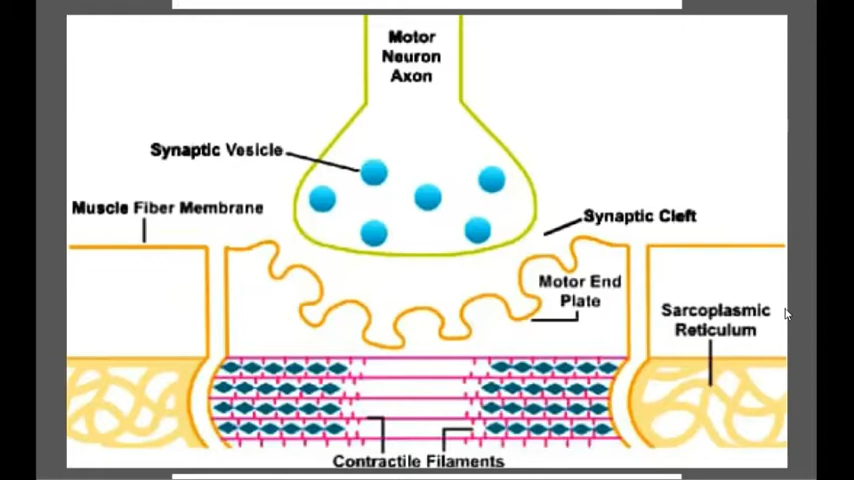 Motor
Neuron
Axon
Synaptic Vesicle
Muscle Fiber Membrane
Synaptic Cleft
Motor End
Plate
Sarcoplasmic
Reticulum
Contractile Filaments